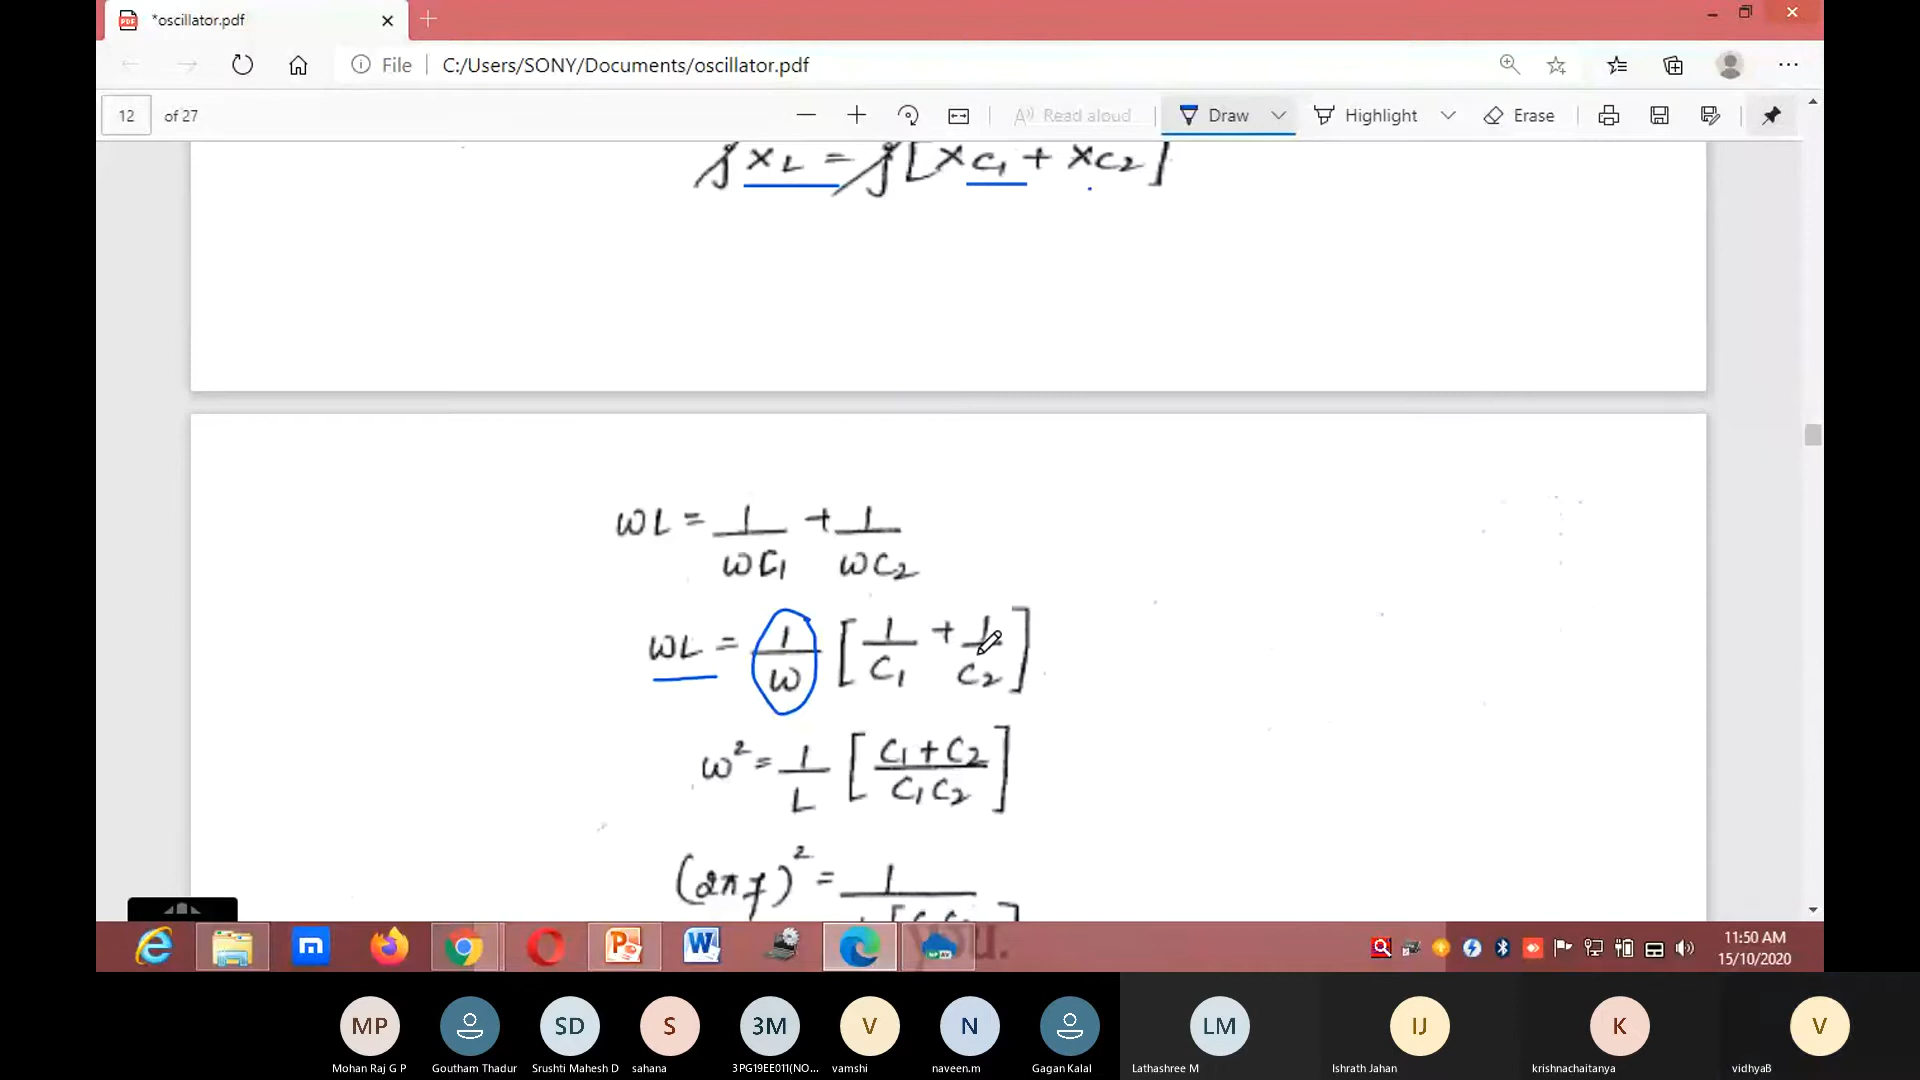 *oscillator.pdf
File C:/Users/SONY/Documents/oscillator.pdf
12 of 27 Read aloud Draw Highlight Erase
jXL = j[XC1 + XC2]
ωL = 1/ωC1 + 1/ωC2
ωL = 1/ω [1/C1 + 1/C2]
ω² = 1/L [C1+C2/C1C2]
(2πf)² = 1
you.
11:50 AM
15/10/2020
MP SD S 3M V N LM IJ K V
Mohan Raj G P Goutham Thadur Srushti Mahesh D sahana 3PG19EE011(NO... vamshi naveen.m Gagan Kalal Lathashree M Ishrath Jahan krishnachaitanya vidhyaB